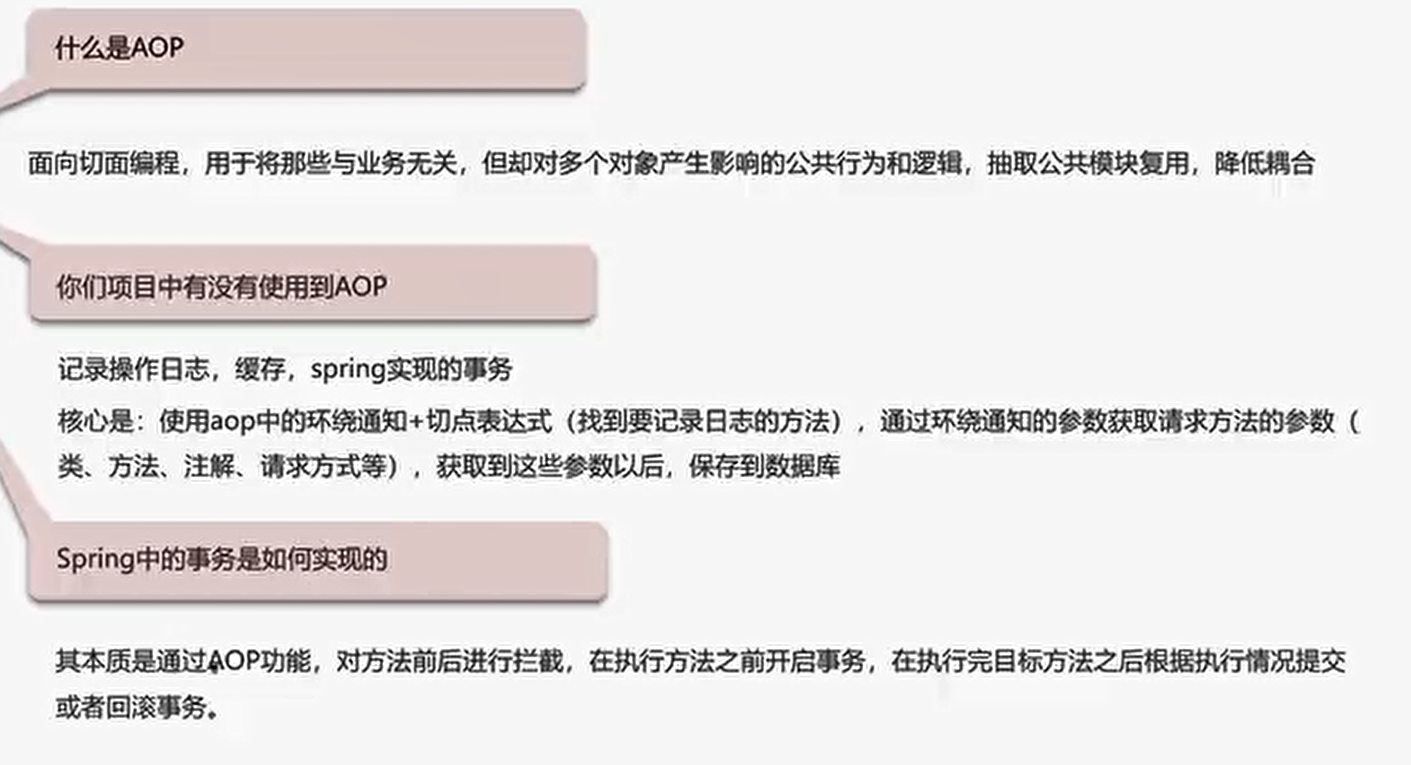 什么是AOP
面向切面编程，用于将那些与业务无关，但却对多个对象产生影响的公共行为和逻辑，抽取公共模块复用，降低耦合
你们项目中有没有使用到AOP
记录操作日志，缓存，spring实现的事务
核心是：使用aop中的环绕通知+切点表达式（找到要记录日志的方法），通过环绕通知的参数获取请求方法的参数（
类、方法、注解、请求方式等），获取到这些参数以后，保存到数据库
Spring中的事务是如何实现的
其本质是通过AOP功能，对方法前后进行拦截，在执行方法之前开启事务，在执行完目标方法之后根据执行情况提交
或者回滚事务。